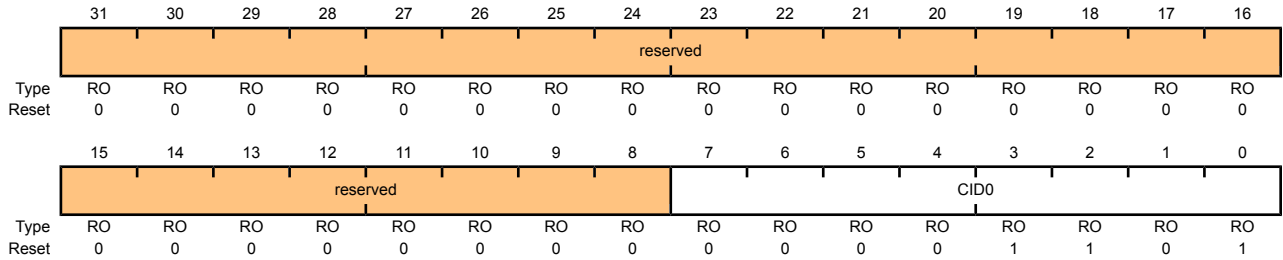 31 30 29 28 27 26 25 24 23 22 21 20 19 18 17 16
reserved
Type RO RO RO RO RO RO RO RO RO RO RO RO RO RO RO RO
Reset 0 0 0 0 0 0 0 0 0 0 0 0 0 0 0 0
15 14 13 12 11 10 9 8 7 6 5 4 3 2 1 0
reserved CID0
Type RO RO RO RO RO RO RO RO RO RO RO RO RO RO RO RO
Reset 0 0 0 0 0 0 0 0 0 0 0 0 1 1 0 1